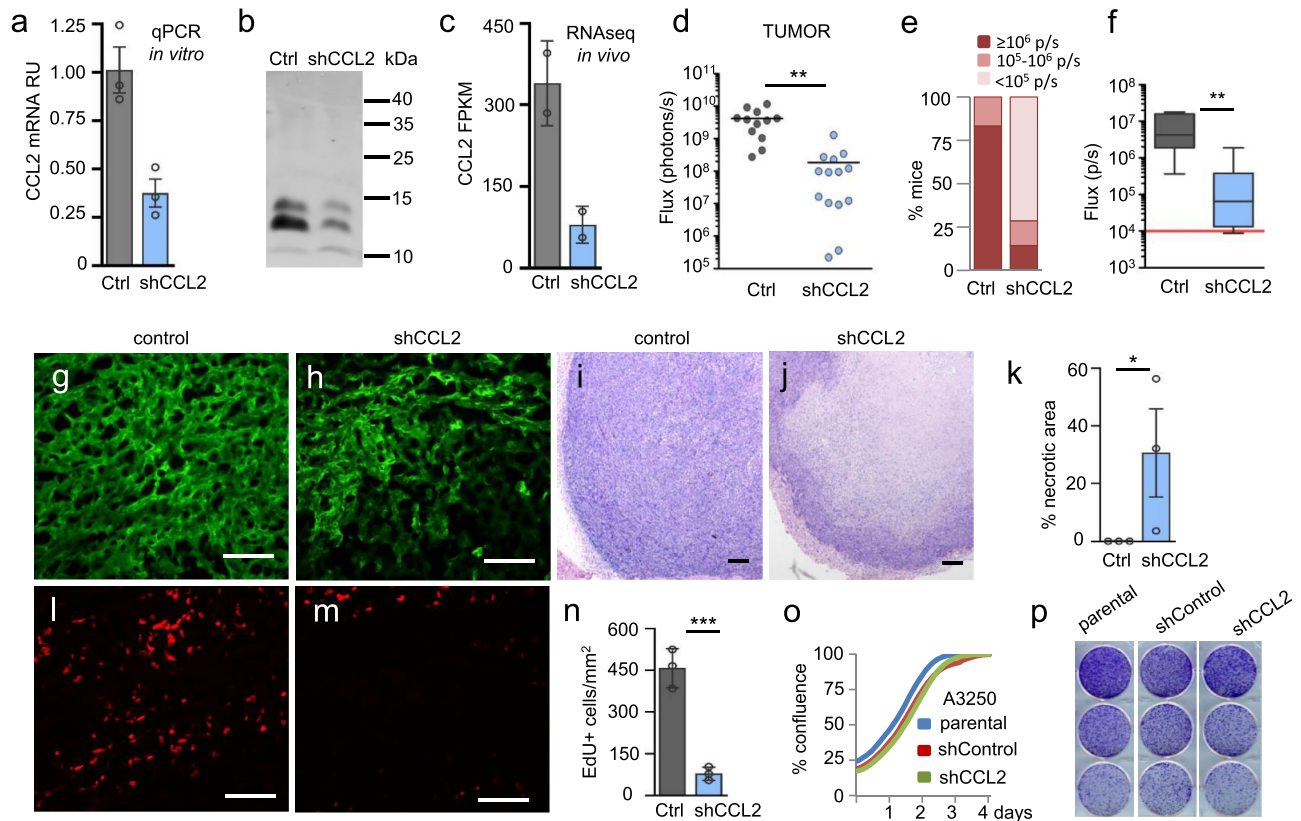 a
qPCR
in vitro
CCL2 mRNA RU
1.25
1.00
0.75
0.50
0.25
0
Ctrl shCCL2
b
Ctrl shCCL2 kDa
40
35
25
15
10
c
RNAseq
in vivo
CCL2 FPKM
450
300
150
0
Ctrl shCCL2
d
TUMOR
**
Flux (photons/s)
10¹¹
10¹⁰
10⁹
10⁸
10⁷
10⁶
10⁵
Ctrl shCCL2
e
≥10⁶ p/s
10⁵-10⁶ p/s
<10⁵ p/s
% mice
100
75
50
25
0
Ctrl shCCL2
f
**
Flux (p/s)
10⁸
10⁷
10⁶
10⁵
10⁴
10³
Ctrl shCCL2
control
shCCL2
control
shCCL2
g
h
i
j
k
*
% necrotic area
60
40
20
0
Ctrl shCCL2
l
m
n
***
EdU+ cells/mm²
600
450
300
150
0
Ctrl shCCL2
o
% confluence
100
75
50
25
0
A3250
parental
shControl
shCCL2
1 2 3 4 days
p
parental
shControl
shCCL2